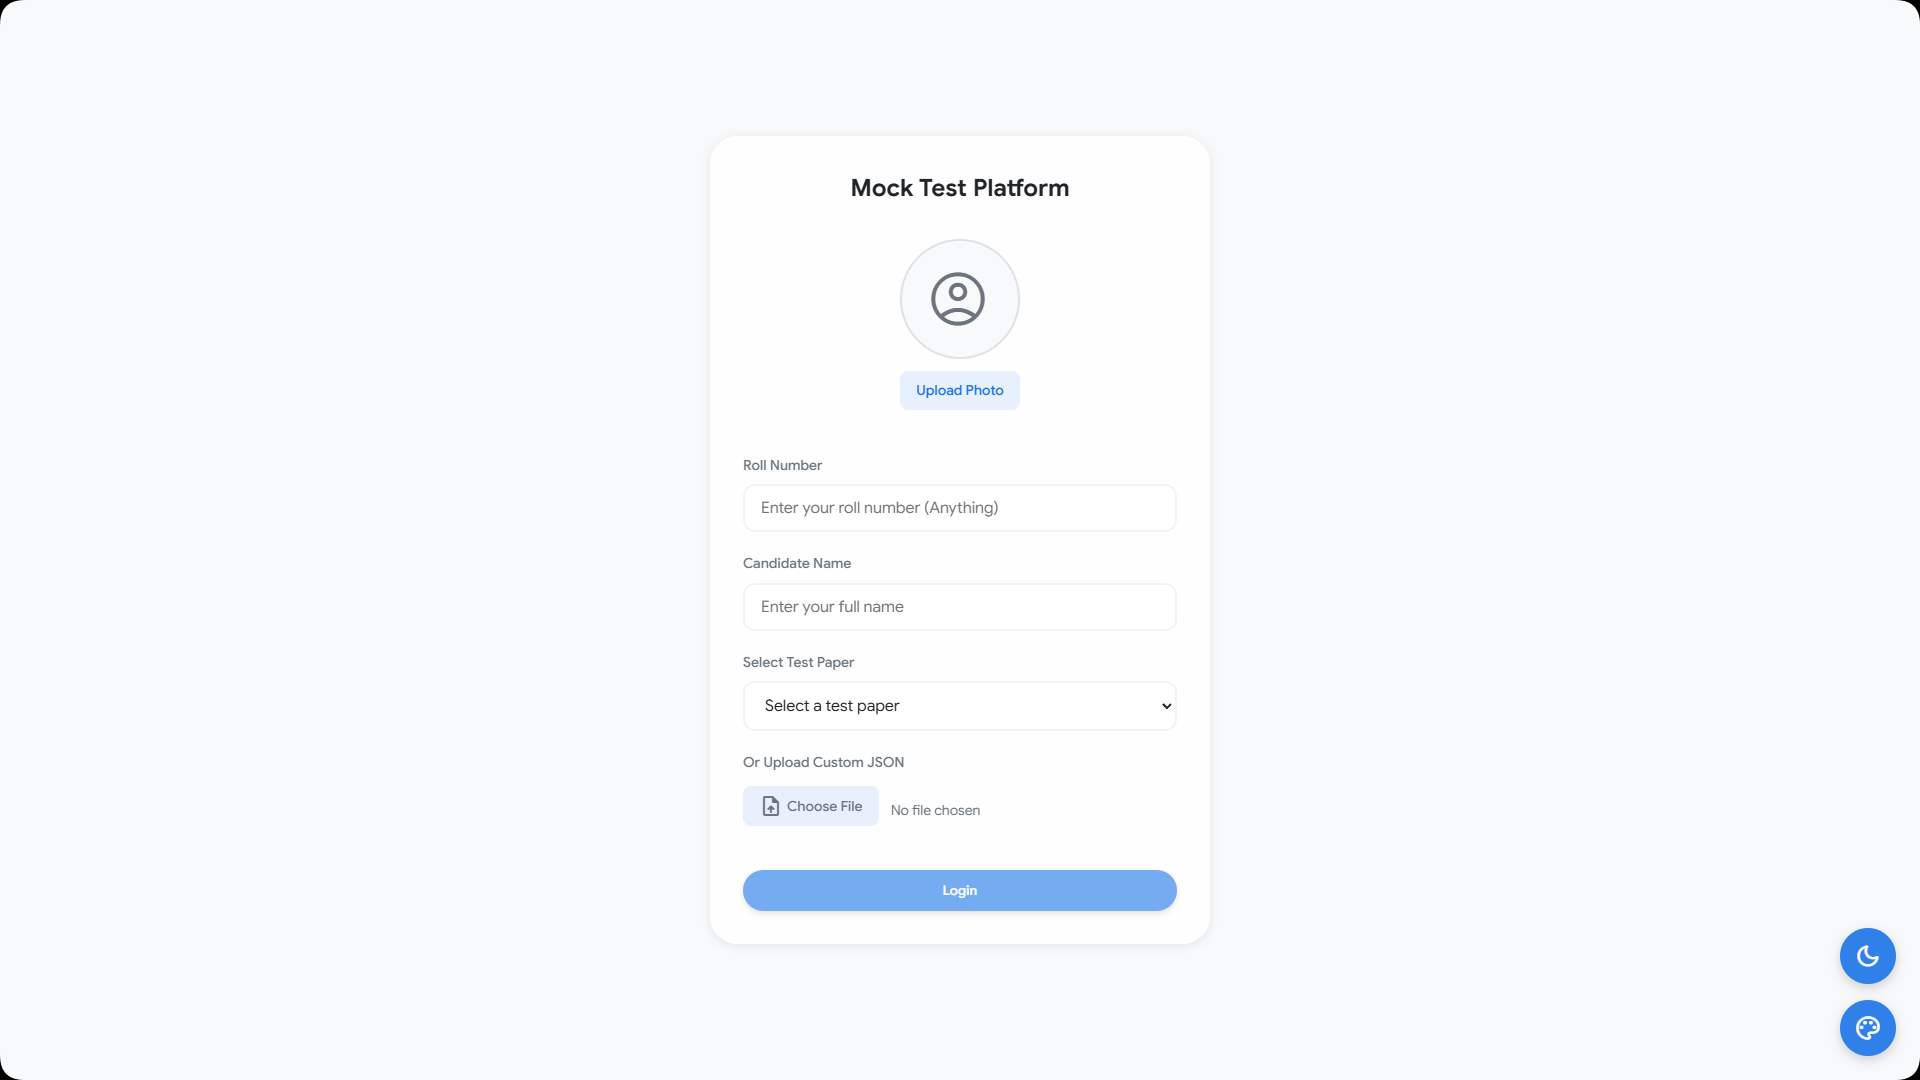 Mock Test Platform
Upload Photo
Roll Number
Enter your roll number (Anything)
Candidate Name
Enter your full name
Select Test Paper
Select a test paper
Or Upload Custom JSON
Choose File
No file chosen
Login